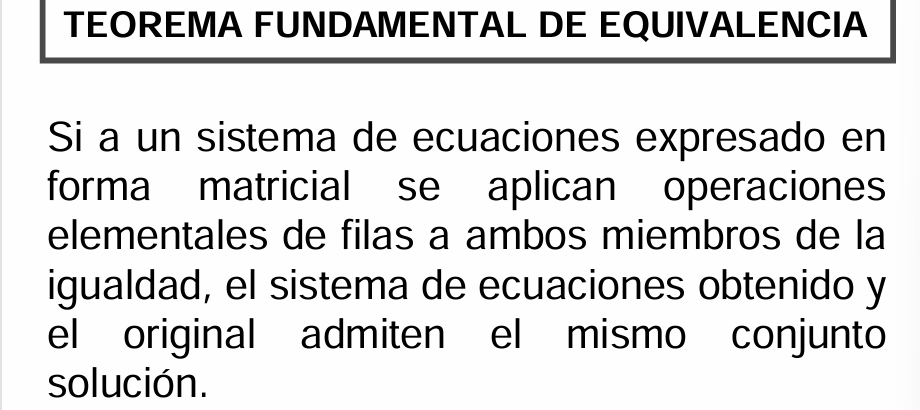 TEOREMA FUNDAMENTAL DE EQUIVALENCIA
Si a un sistema de ecuaciones expresado en
forma matricial se aplican operaciones
elementales de filas a ambos miembros de la
igualdad, el sistema de ecuaciones obtenido y
el original admiten el mismo conjunto
solución.